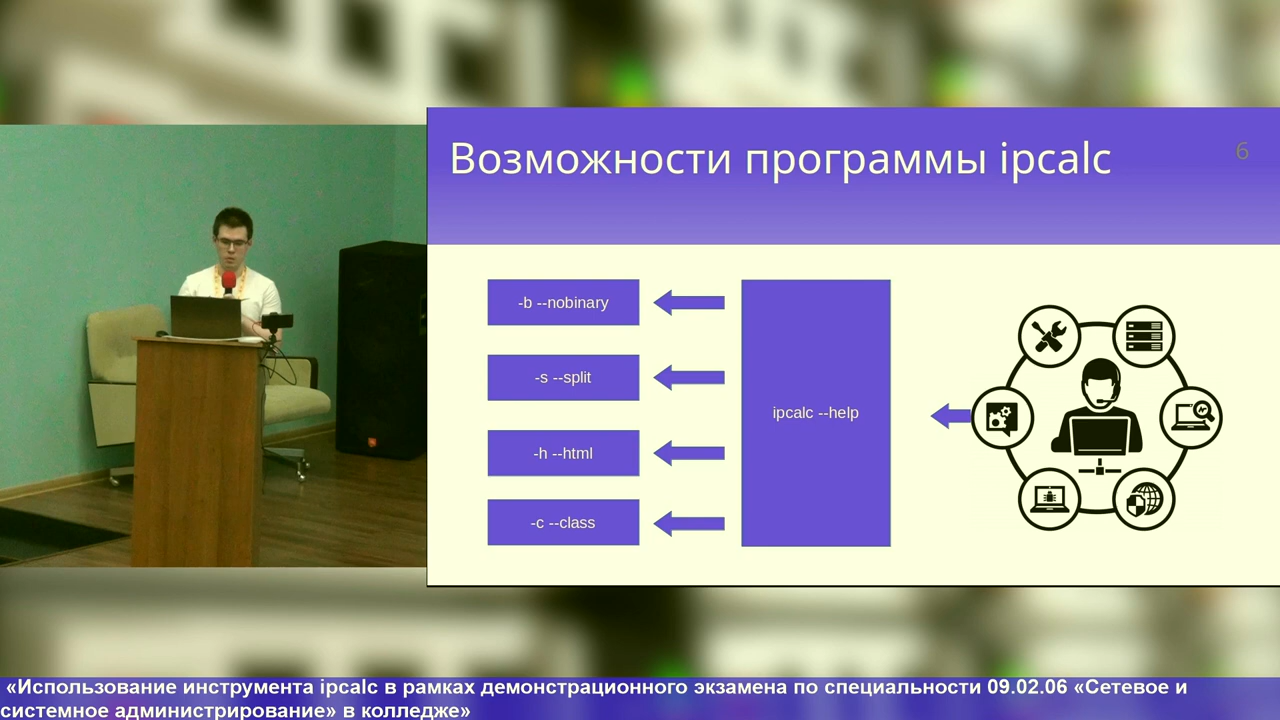 Возможности программы ipcalc
6
-b --nobinary
-s --split
-h --html
-c --class
ipcalc --help
«Использование инструмента ipcalc в рамках демонстрационного экзамена по специальности 09.02.06 «Сетевое и
системное администрирование» в колледже»